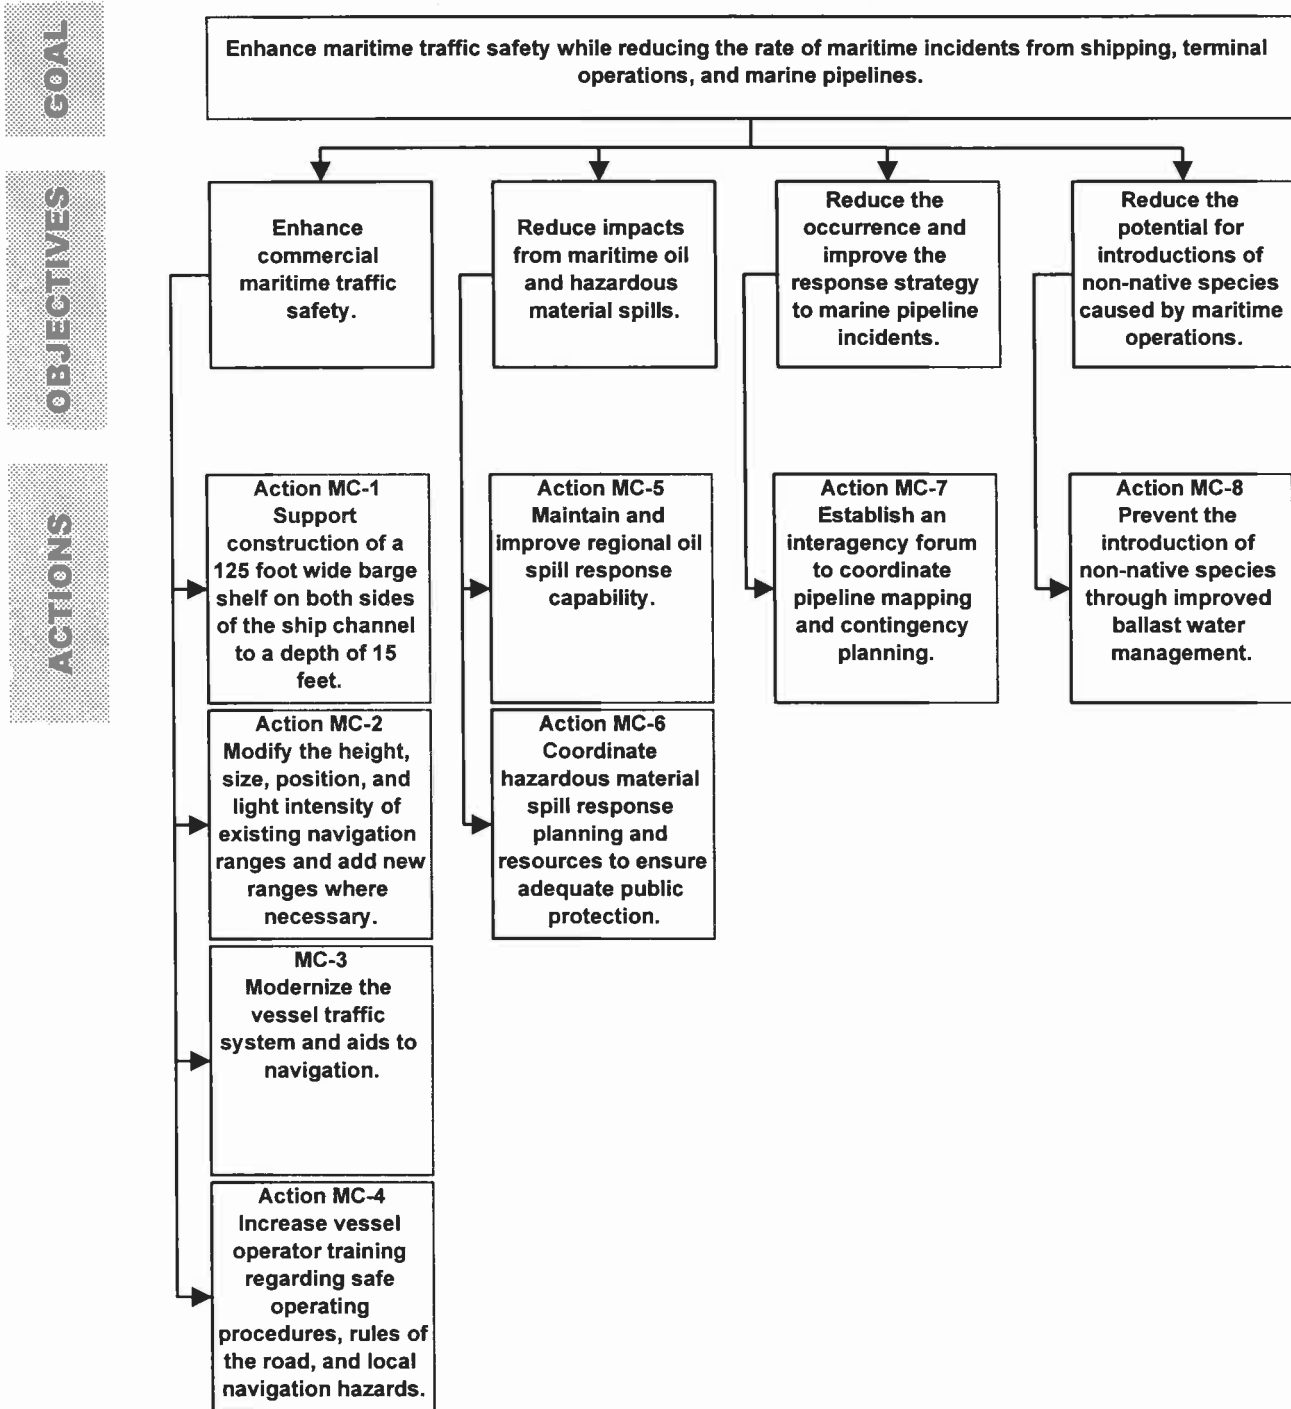 GOAL
Enhance maritime traffic safety while reducing the rate of maritime incidents from shipping, terminal
operations, and marine pipelines.
OBJECTIVES
Enhance
commercial
maritime traffic
safety.
Reduce impacts
from maritime oil
and hazardous
material spills.
Reduce the
occurrence and
improve the
response strategy
to marine pipeline
incidents.
Reduce the
potential for
introductions of
non-native species
caused by maritime
operations.
ACTIONS
Action MC-1
Support
construction of a
125 foot wide barge
shelf on both sides
of the ship channel
to a depth of 15
feet.
Action MC-5
Maintain and
improve regional oil
spill response
capability.
Action MC-7
Establish an
interagency forum
to coordinate
pipeline mapping
and contingency
planning.
Action MC-8
Prevent the
introduction of
non-native species
through improved
ballast water
management.
Action MC-2
Modify the height,
size, position, and
light intensity of
existing navigation
ranges and add new
ranges where
necessary.
Action MC-6
Coordinate
hazardous material
spill response
planning and
resources to ensure
adequate public
protection.
MC-3
Modernize the
vessel traffic
system and aids to
navigation.
Action MC-4
Increase vessel
operator training
regarding safe
operating
procedures, rules of
the road, and local
navigation hazards.